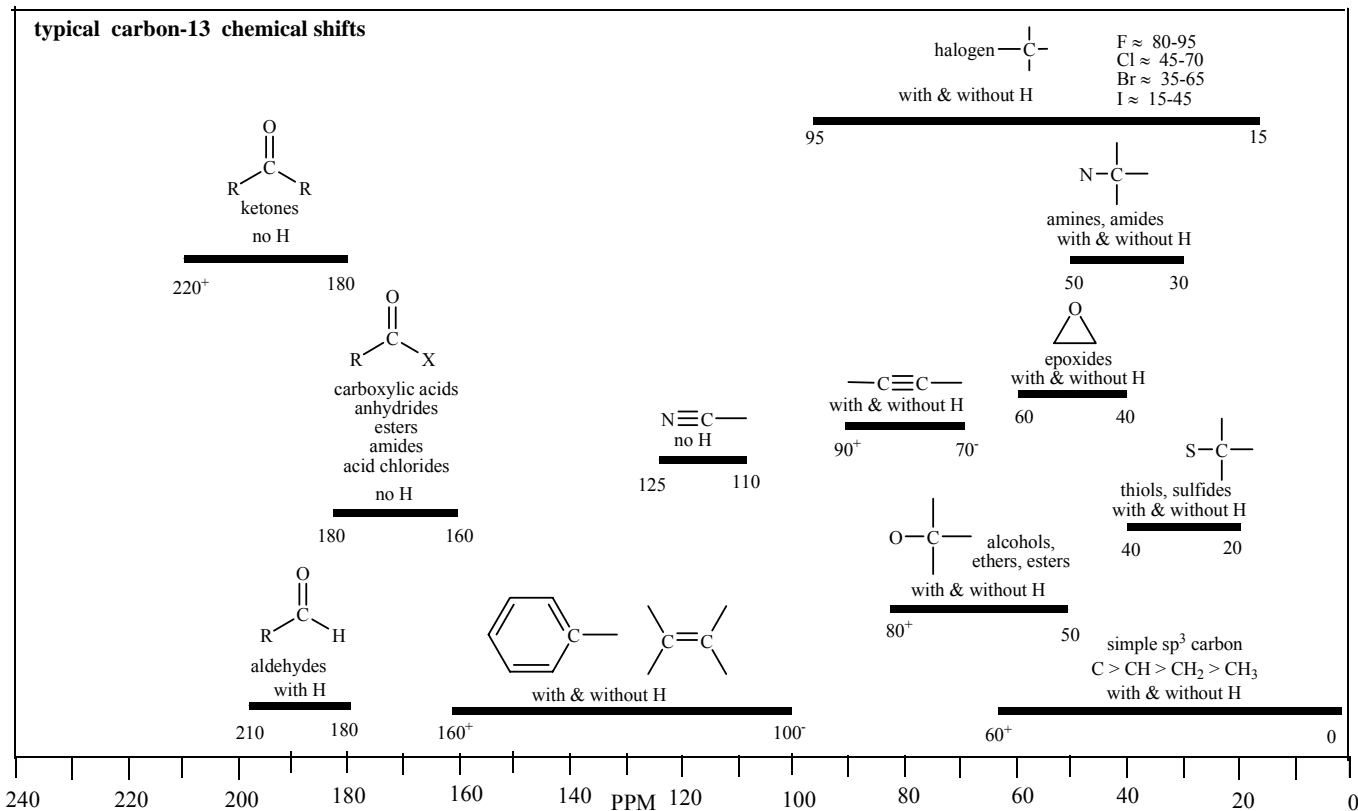 typical carbon-13 chemical shifts
halogen—C—
with & without H
F ≈ 80-95
Cl ≈ 45-70
Br ≈ 35-65
I ≈ 15-45
95
15
O
C
R R
ketones
no H
220⁺
180
N C
amines, amides
with & without H
50
30
O
C
R X
carboxylic acids
anhydrides
esters
amides
acid chlorides
no H
180
160
O
epoxides
with & without H
60
40
C≡C
with & without H
90⁺
70⁻
N≡C
no H
125
110
S C
thiols, sulfides
with & without H
40
20
O C
alcohols,
ethers, esters
with & without H
80⁺
50
O
C
R H
aldehydes
with H
210
180
C
C=C
with & without H
160⁺
100⁻
simple sp³ carbon
C > CH > CH₂ > CH₃
with & without H
60⁺
0
240 220 200 180 160 140 PPM 120 100 80 60 40 20 0